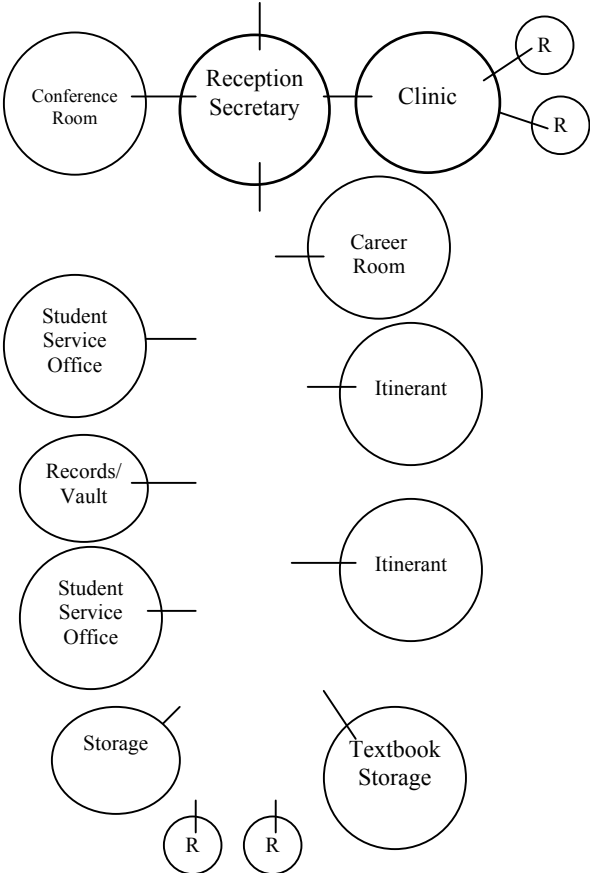 Conference
Room
Reception
Secretary
Clinic
R
R
Career
Room
Student
Service
Office
Itinerant
Records/
Vault
Itinerant
Student
Service
Office
Storage
Textbook
Storage
R
R